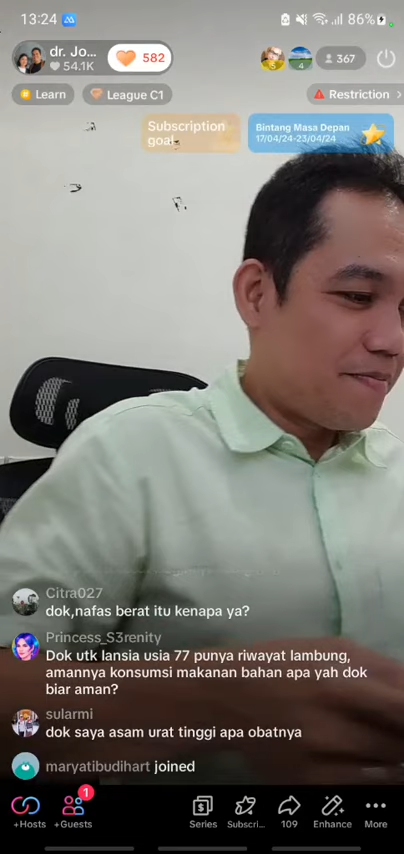 13:24
86%
dr. Jo...
54.1K
582
5
4
367
Learn
League C1
Restriction
Subscription goal
Bintang Masa Depan
17/04/24-23/04/24
Citra027
dok,nafas berat itu kenapa ya?
Princess_S3renity
Dok utk lansia usia 77 punya riwayat lambung,
amannya konsumsi makanan bahan apa yah dok
biar aman?
sularmi
dok saya asam urat tinggi apa obatnya
maryatibudihart joined
1
+Hosts
+Guests
Series
Subscri...
109
Enhance
More